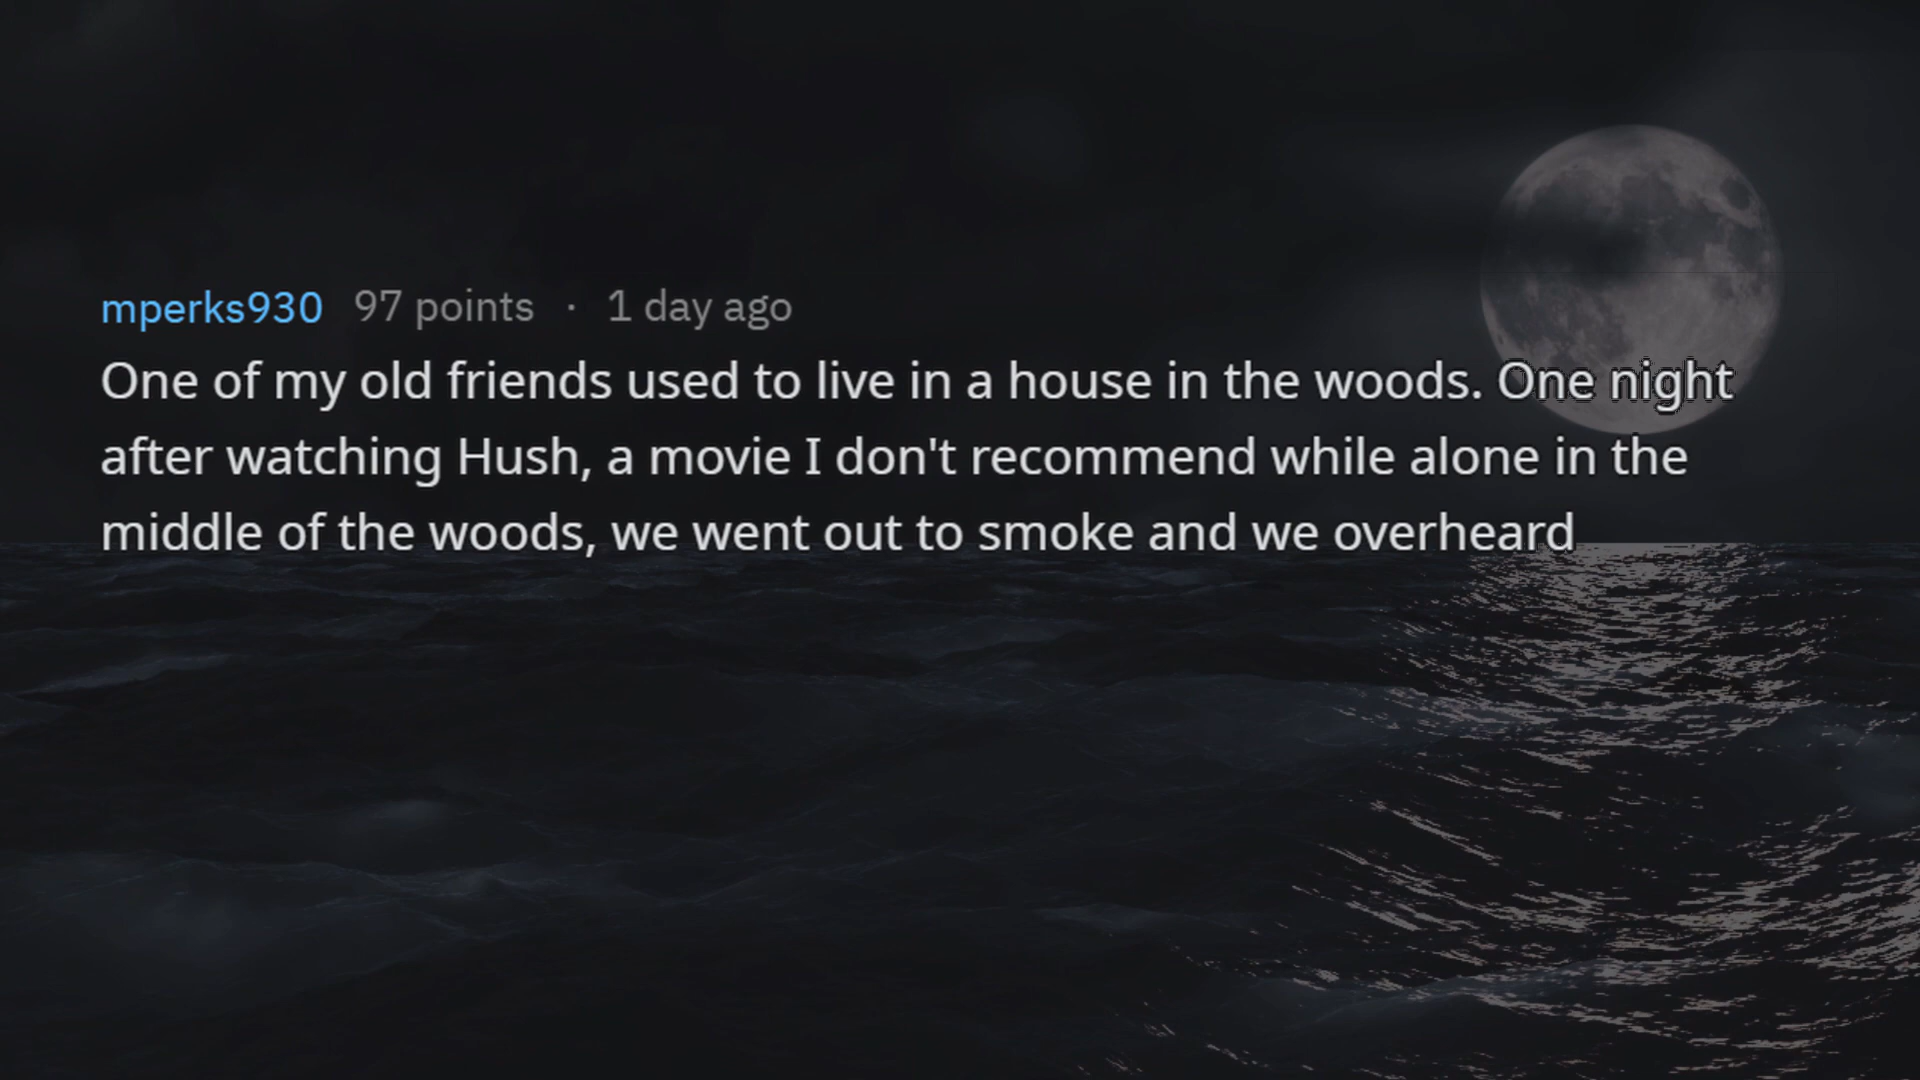 mperks930 97 points · 1 day ago
One of my old friends used to live in a house in the woods. One night
after watching Hush, a movie I don't recommend while alone in the
middle of the woods, we went out to smoke and we overheard